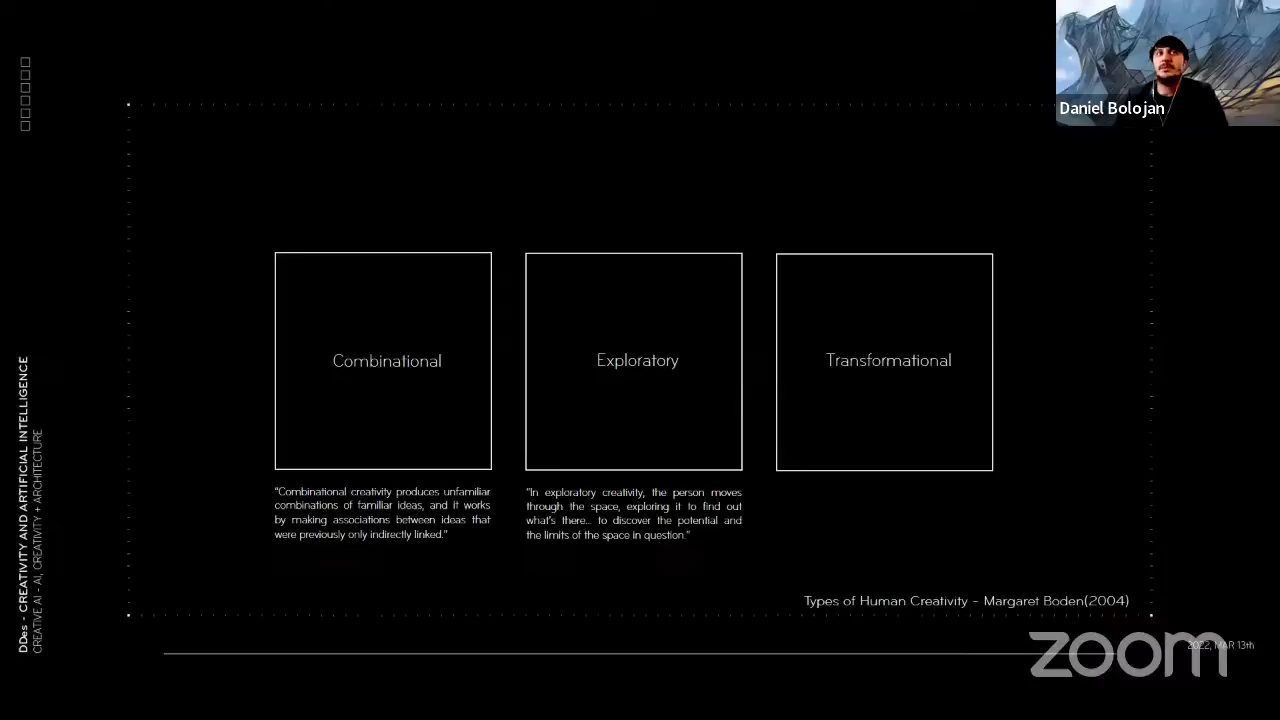 Daniel Bolojan
Combinational
Exploratory
Transformational
"Combinational creativity produces unfamiliar
combinations of familiar ideas, and it works
by making associations between ideas that
were previously only indirectly linked."
"In exploratory creativity, the person moves
through the space, exploring it to find out
what's there... to discover the potential and
the limits of the space in question."
Types of Human Creativity – Margaret Boden(2004)
2022, MAR 13th
zoom
DDes - CREATIVITY AND ARTIFICIAL INTELLIGENCE
CREATIVE AI - AI, CREATIVITY + ARCHITECTURE